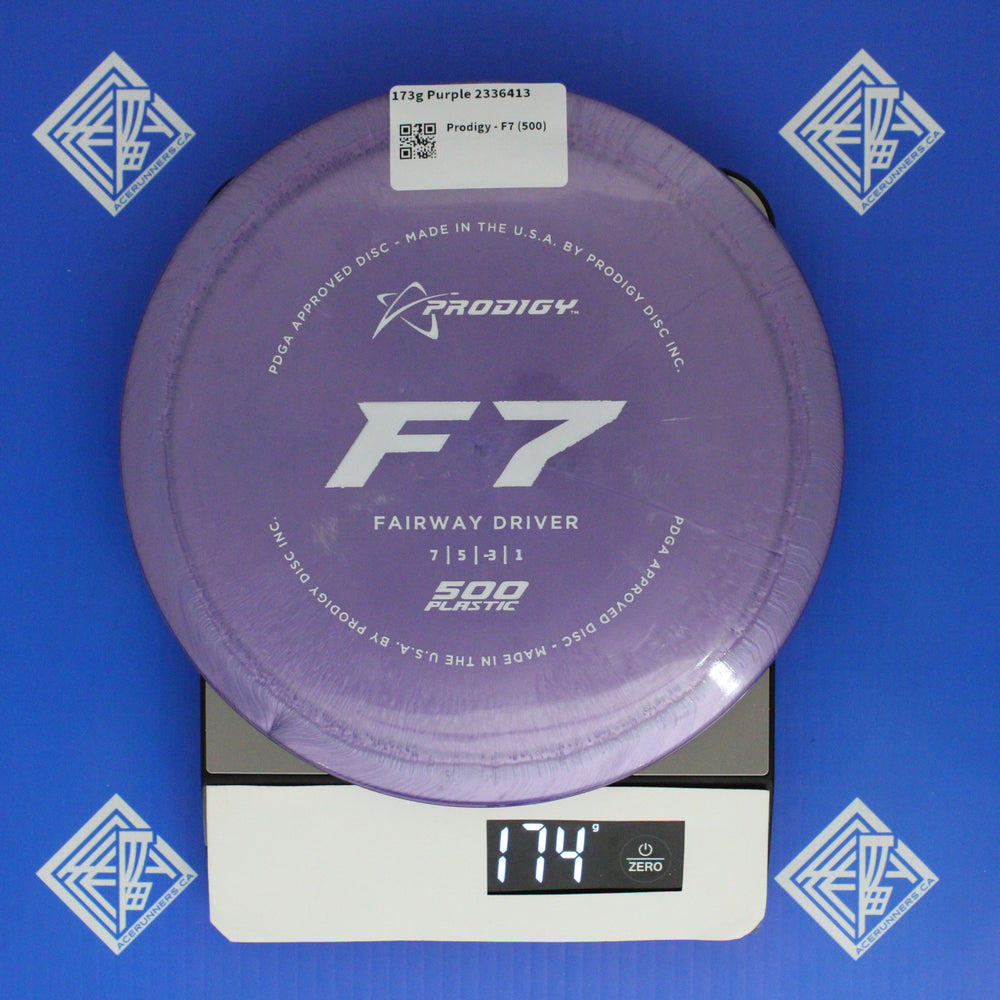 173g Purple 2336413
Prodigy - F7 (500)
PDGA APPROVED DISC - MADE IN THE U.S.A. BY PRODIGY DISC INC.
PRODIGY™
F7
FAIRWAY DRIVER
7 | 5 | -3 | 1
500
PLASTIC
PDGA APPROVED DISC - MADE IN THE U.S.A. BY PRODIGY DISC INC.
174 g
ZERO
ACERUNNERS.CA
ACERUNNERS.CA
ACERUNNERS.CA
ACERUNNERS.CA